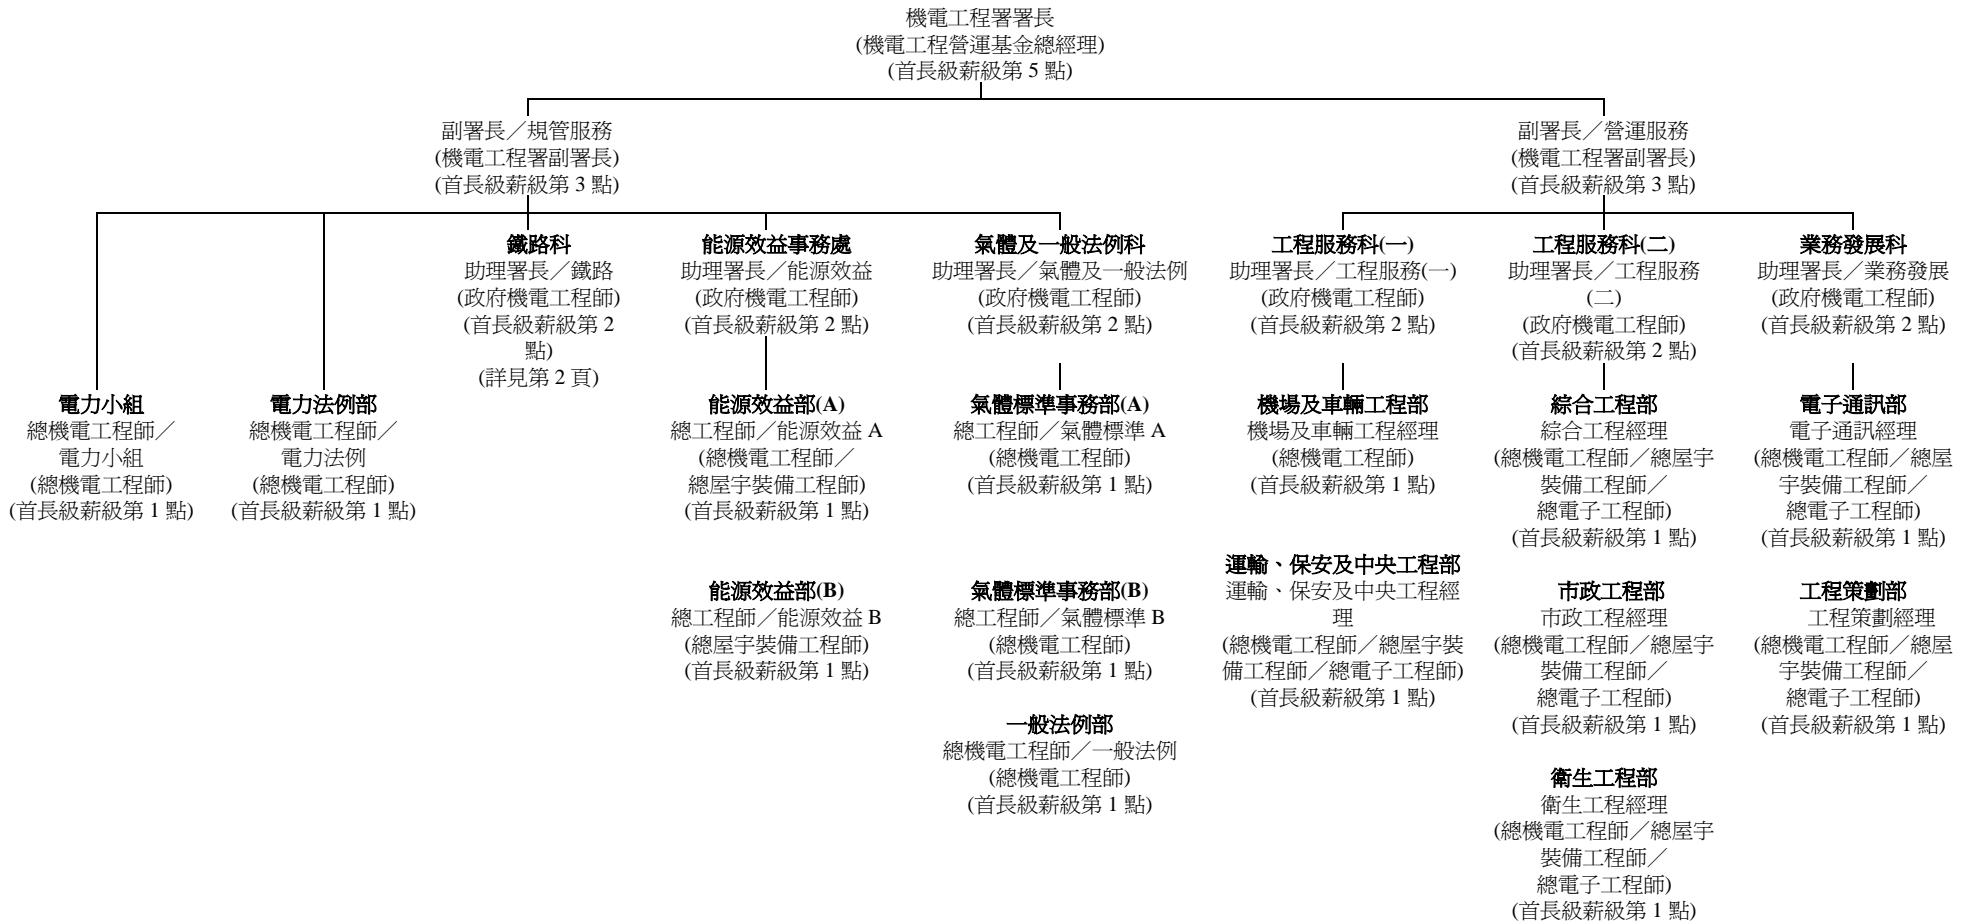 機電工程署署長
(機電工程營運基金總經理)
(首長級薪級第 5 點)
副署長／規管服務
(機電工程署副署長)
(首長級薪級第 3 點)
副署長／營運服務
(機電工程署副署長)
(首長級薪級第 3 點)
電力小組
總機電工程師／
電力小組
(總機電工程師)
(首長級薪級第 1 點)
電力法例部
總機電工程師／
電力法例
(總機電工程師)
(首長級薪級第 1 點)
鐵路科
助理署長／鐵路
(政府機電工程師)
(首長級薪級第 2
點)
(詳見第 2 頁)
能源效益事務處
助理署長／能源效益
(政府機電工程師)
(首長級薪級第 2 點)
能源效益部(A)
總工程師／能源效益 A
(總機電工程師／
總屋宇裝備工程師)
(首長級薪級第 1 點)
能源效益部(B)
總工程師／能源效益 B
(總屋宇裝備工程師)
(首長級薪級第 1 點)
氣體及一般法例科
助理署長／氣體及一般法例
(政府機電工程師)
(首長級薪級第 2 點)
氣體標準事務部(A)
總工程師／氣體標準 A
(總機電工程師)
(首長級薪級第 1 點)
氣體標準事務部(B)
總工程師／氣體標準 B
(總機電工程師)
(首長級薪級第 1 點)
一般法例部
總機電工程師／一般法例
(總機電工程師)
(首長級薪級第 1 點)
工程服務科(一)
助理署長／工程服務(一)
(政府機電工程師)
(首長級薪級第 2 點)
機場及車輛工程部
機場及車輛工程經理
(總機電工程師)
(首長級薪級第 1 點)
運輸、保安及中央工程部
運輸、保安及中央工程經
理
(總機電工程師／總屋宇裝
備工程師／總電子工程師)
(首長級薪級第 1 點)
工程服務科(二)
助理署長／工程服務
(二)
(政府機電工程師)
(首長級薪級第 2 點)
綜合工程部
綜合工程經理
(總機電工程師／總屋宇
裝備工程師／
總電子工程師)
(首長級薪級第 1 點)
市政工程部
市政工程經理
(總機電工程師／總屋宇
裝備工程師／
總電子工程師)
(首長級薪級第 1 點)
衛生工程部
衛生工程經理
(總機電工程師／總屋宇
裝備工程師／
總電子工程師)
(首長級薪級第 1 點)
業務發展科
助理署長／業務發展
(政府機電工程師)
(首長級薪級第 2 點)
電子通訊部
電子通訊經理
(總機電工程師／總屋
宇裝備工程師／
總電子工程師)
(首長級薪級第 1 點)
工程策劃部
工程策劃經理
(總機電工程師／總屋
宇裝備工程師／
總電子工程師)
(首長級薪級第 1 點)